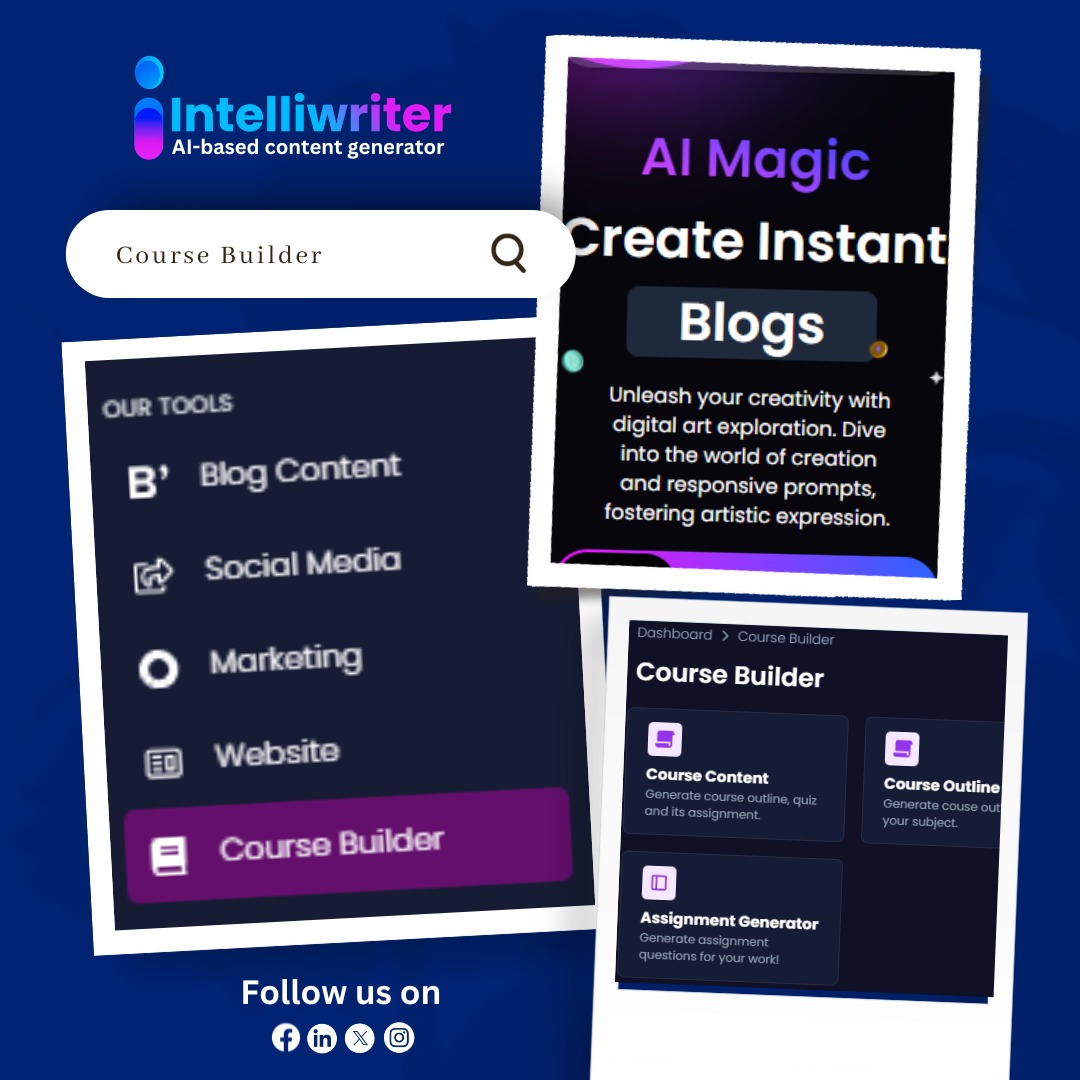 Intelliwriter
AI-based content generator
Course Builder
AI Magic
Create Instant
Blogs
Unleash your creativity with
digital art exploration. Dive
into the world of creation
and responsive prompts,
fostering artistic expression.
OUR TOOLS
B’ Blog Content
Social Media
Marketing
Website
Course Builder
Dashboard > Course Builder
Course Builder
Course Content
Generate course outline, quiz
and its assignment.
Course Outline
Generate couse out
your subject.
Assignment Generator
Generate assignment
questions for your work!
Follow us on